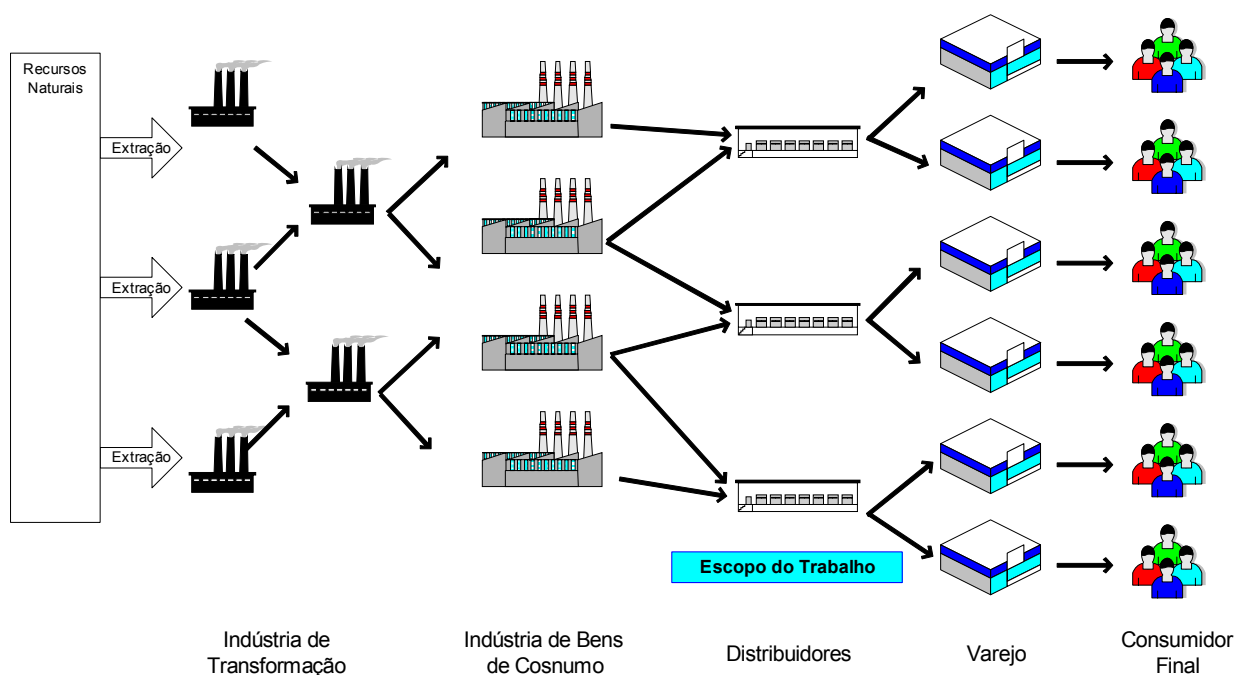 Recursos
Naturais
Extração
Extração
Extração
Escopo do Trabalho
Indústria de
Transformação
Indústria de Bens
de Cosnumo
Distribuidores
Varejo
Consumidor
Final